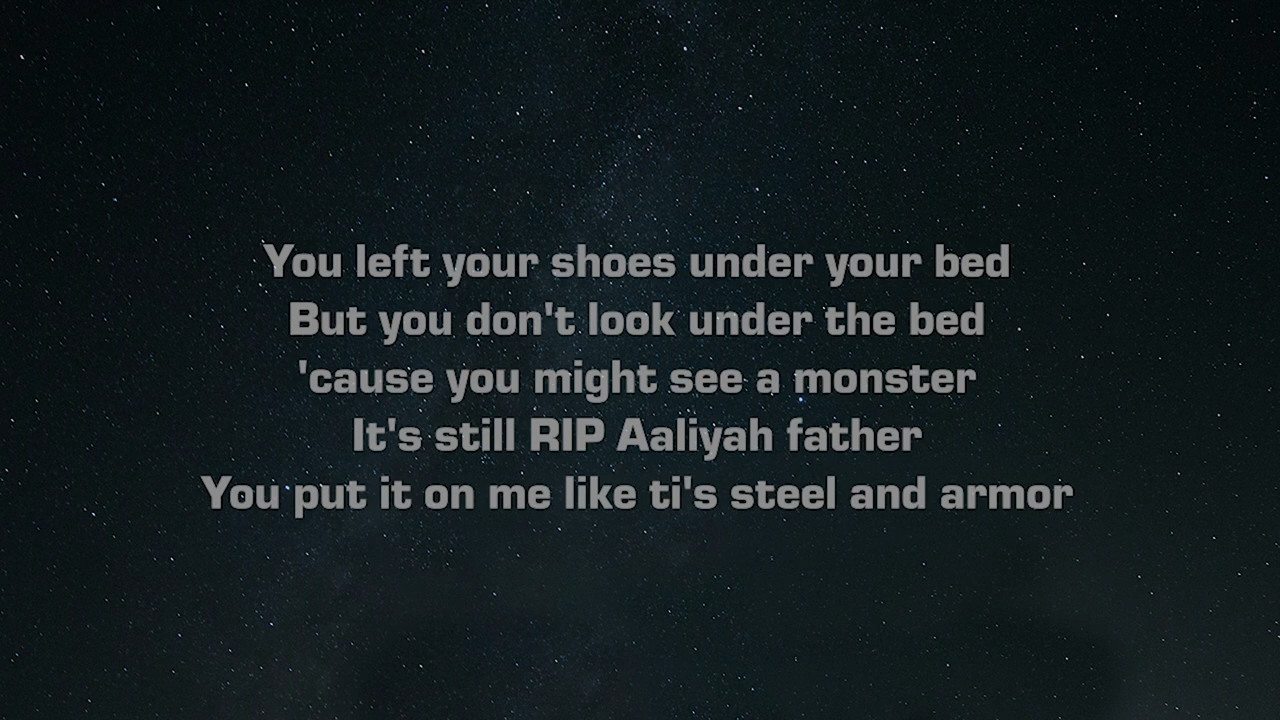 You left your shoes under your bed
But you don't look under the bed
'cause you might see a monster
It's still RIP Aaliyah father
You put it on me like ti's steel and armor